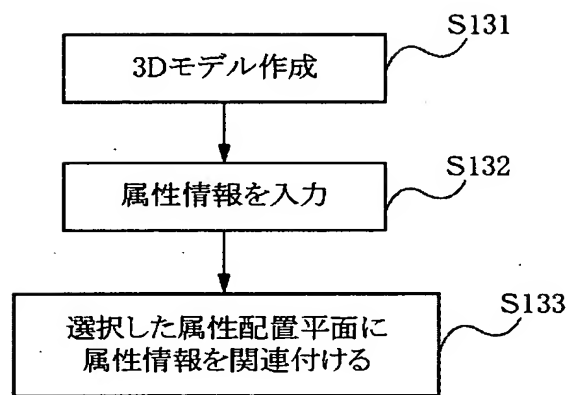 S131
3Dモデル作成
S132
属性情報を入力
S133
選択した属性配置平面に
属性情報を関連付ける